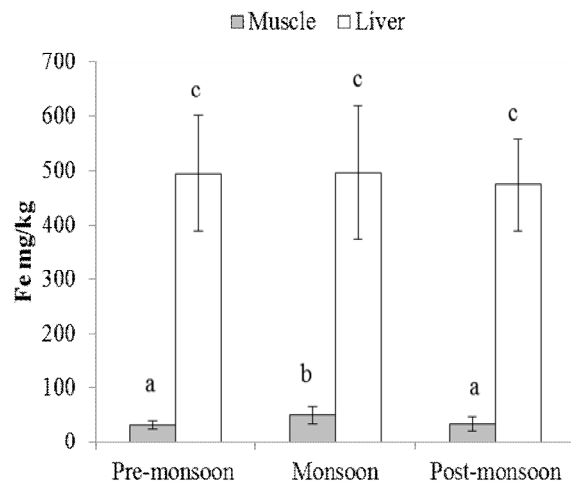 Muscle Liver
700
600
500
400
300
200
100
0
Fe mg/kg
c
c
c
a
b
a
Pre-monsoon Monsoon Post-monsoon